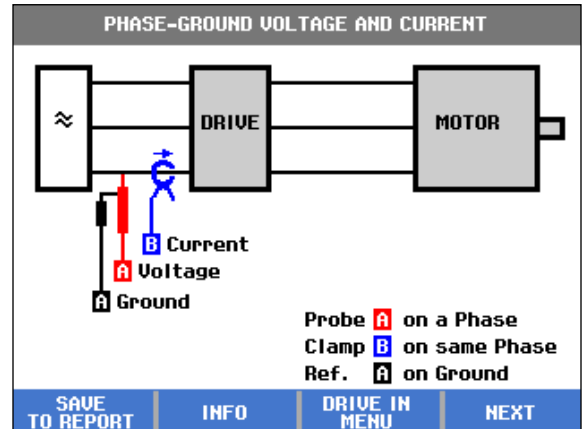 PHASE-GROUND VOLTAGE AND CURRENT
≈
DRIVE
MOTOR
B Current
A Voltage
A Ground
Probe A on a Phase
Clamp B on same Phase
Ref. A on Ground
SAVE
TO REPORT
INFO
DRIVE IN
MENU
NEXT